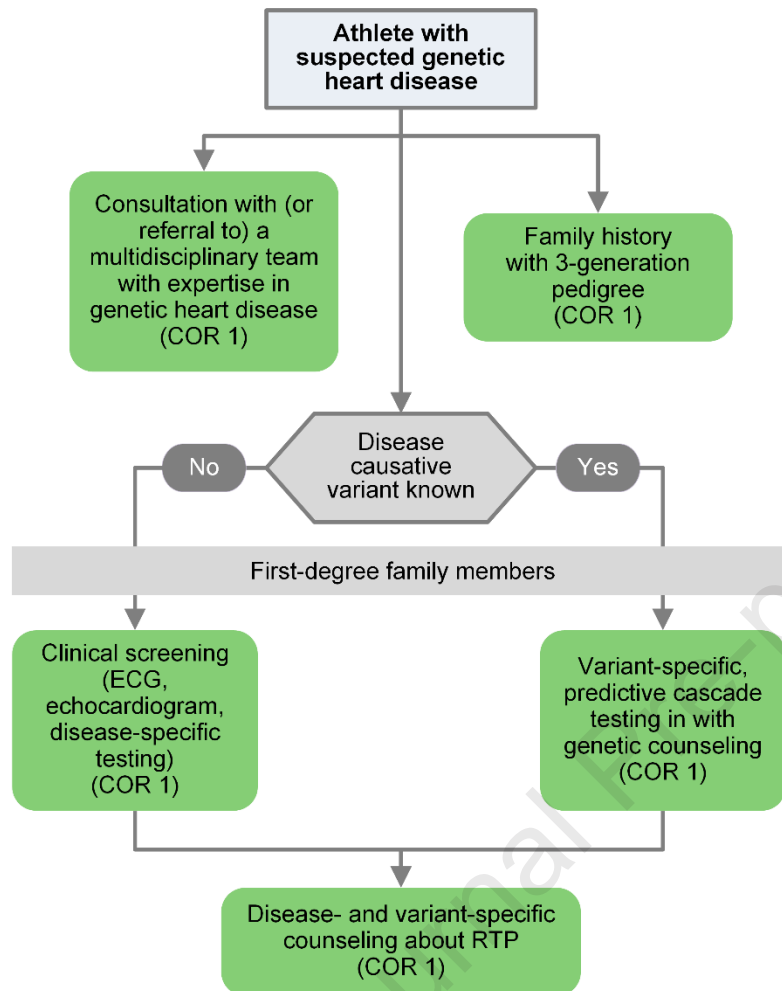 Athlete with
suspected genetic
heart disease
Consultation with (or
referral to) a
multidisciplinary team
with expertise in
genetic heart disease
(COR 1)
Family history
with 3-generation
pedigree
(COR 1)
Disease
causative
variant known
No
Yes
First-degree family members
Clinical screening
(ECG,
echocardiogram,
disease-specific
testing)
(COR 1)
Variant-specific,
predictive cascade
testing in with
genetic counseling
(COR 1)
Disease- and variant-specific
counseling about RTP
(COR 1)